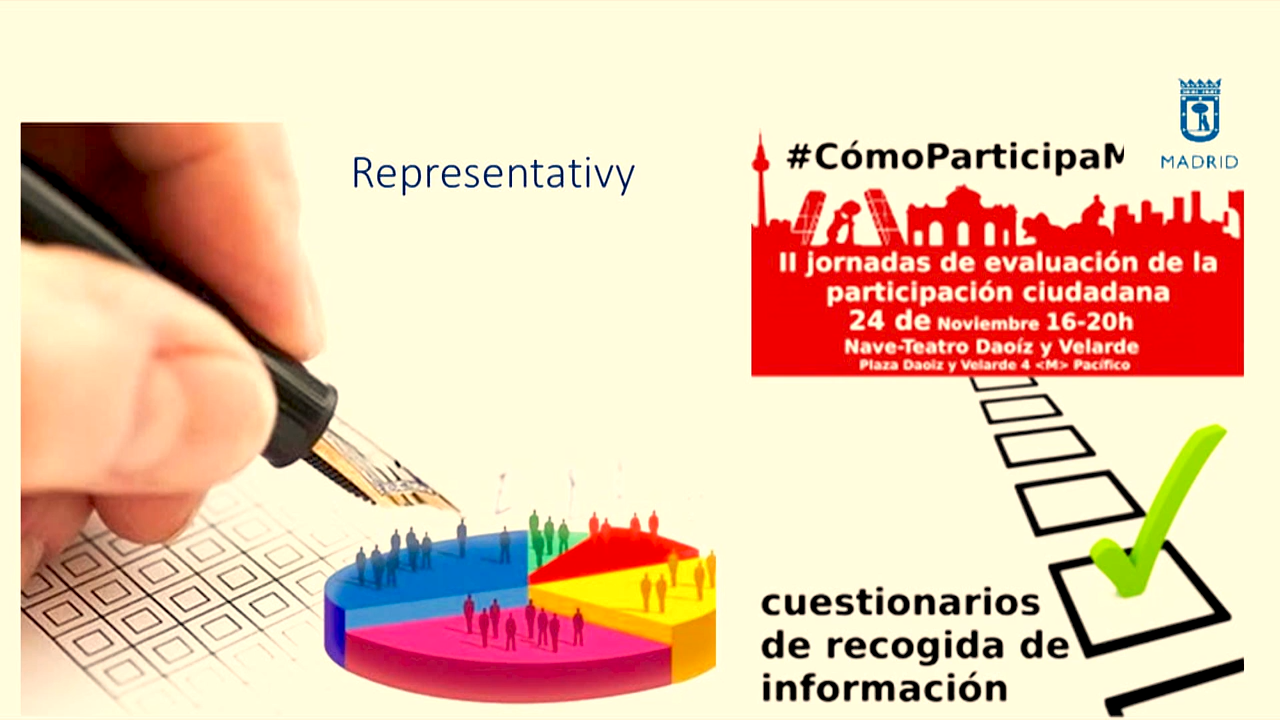 Representativy
#CómoParticipaM
MADRID
II jornadas de evaluación de la
participación ciudadana
24 de Noviembre 16-20h
Nave-Teatro Daoíz y Velarde
Plaza Daoiz y Velarde 4 <M> Pacífico
cuestionarios
de recogida de
información